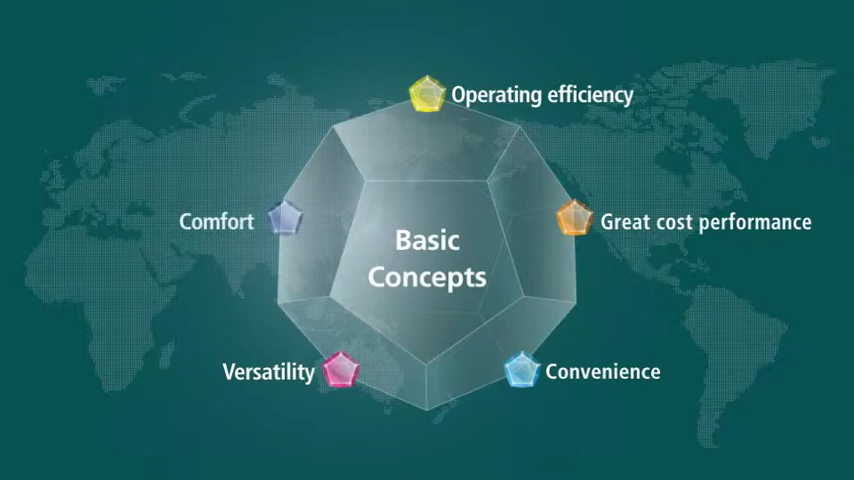 Operating efficiency
Comfort
Great cost performance
Basic
Concepts
Versatility
Convenience